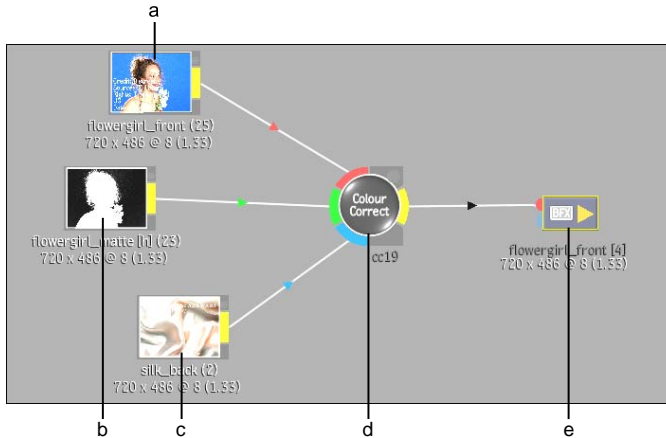 a
flowergirl_front (25)
720 x 486 @ 8 (1.33)
flowergirl_matte [n] (23)
720 x 486 @ 8 (1.33)
Colour
Correct
cc19
BFX
flowergirl_front [4]
720 x 486 @ 8 (1.33)
silk_back (2)
720 x 486 @ 8 (1.33)
b
c
d
e